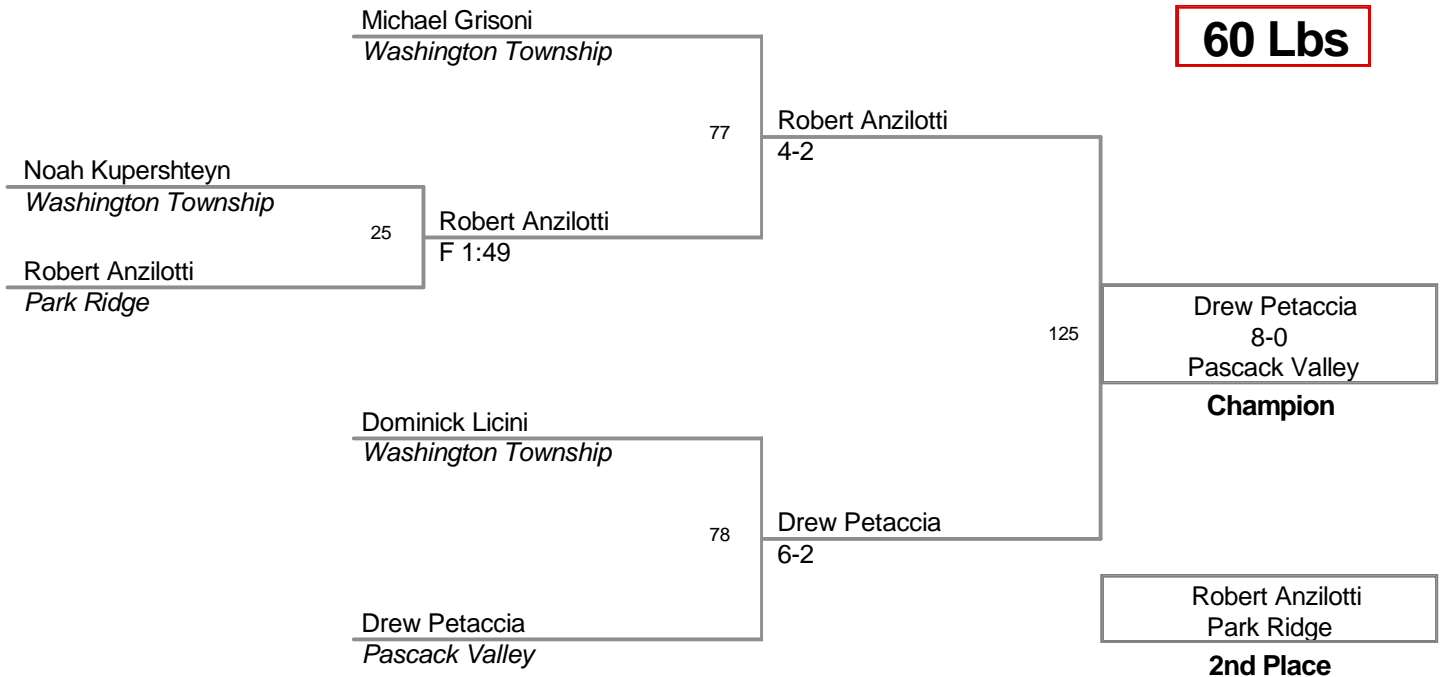 Michael Grisoni
Washington Township
60 Lbs
77
Robert Anzilotti
4-2
Noah Kupershteyn
Washington Township
25
Robert Anzilotti
F 1:49
Robert Anzilotti
Park Ridge
125
Drew Petaccia
8-0
Pascack Valley
Champion
Dominick Licini
Washington Township
78
Drew Petaccia
6-2
Drew Petaccia
Pascack Valley
Robert Anzilotti
Park Ridge
2nd Place